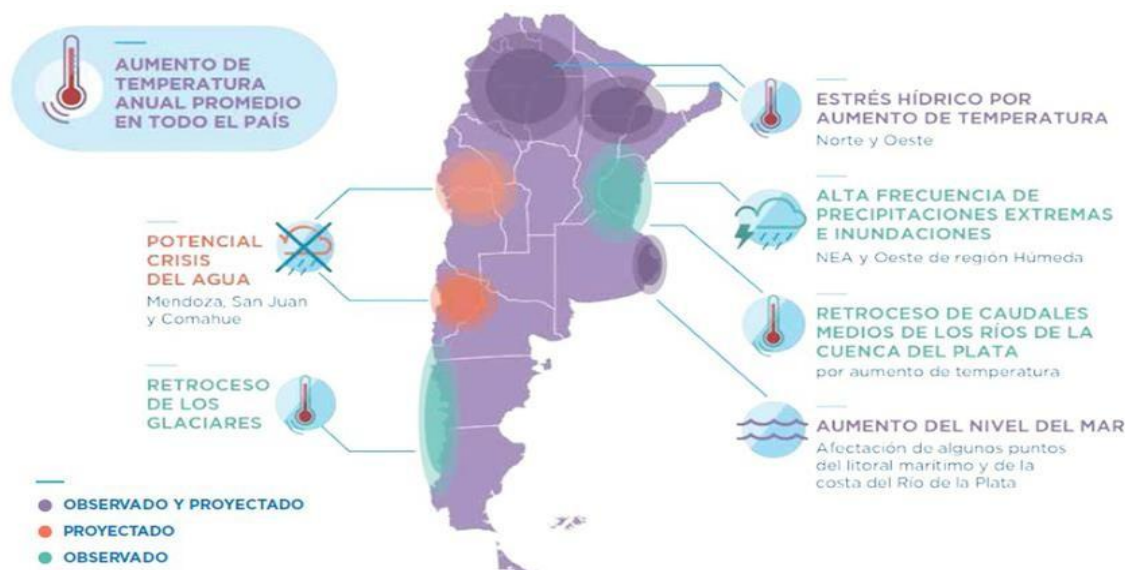 AUMENTO DE
TEMPERATURA
ANUAL PROMEDIO
EN TODO EL PAÍS
POTENCIAL
CRISIS
DEL AGUA
Mendoza, San Juan
y Comahue
RETROCESO
DE LOS
GLACIARES
OBSERVADO Y PROYECTADO
PROYECTADO
OBSERVADO
ESTRÉS HÍDRICO POR
AUMENTO DE TEMPERATURA
Norte y Oeste
ALTA FRECUENCIA DE
PRECIPITACIONES EXTREMAS
E INUNDACIONES
NEA y Oeste de región Húmeda
RETROCESO DE CAUDALES
MEDIOS DE LOS RÍOS DE LA
CUENCA DEL PLATA
por aumento de temperatura
AUMENTO DEL NIVEL DEL MAR
Afectación de algunos puntos
del litoral marítimo y de la
costa del Río de la Plata